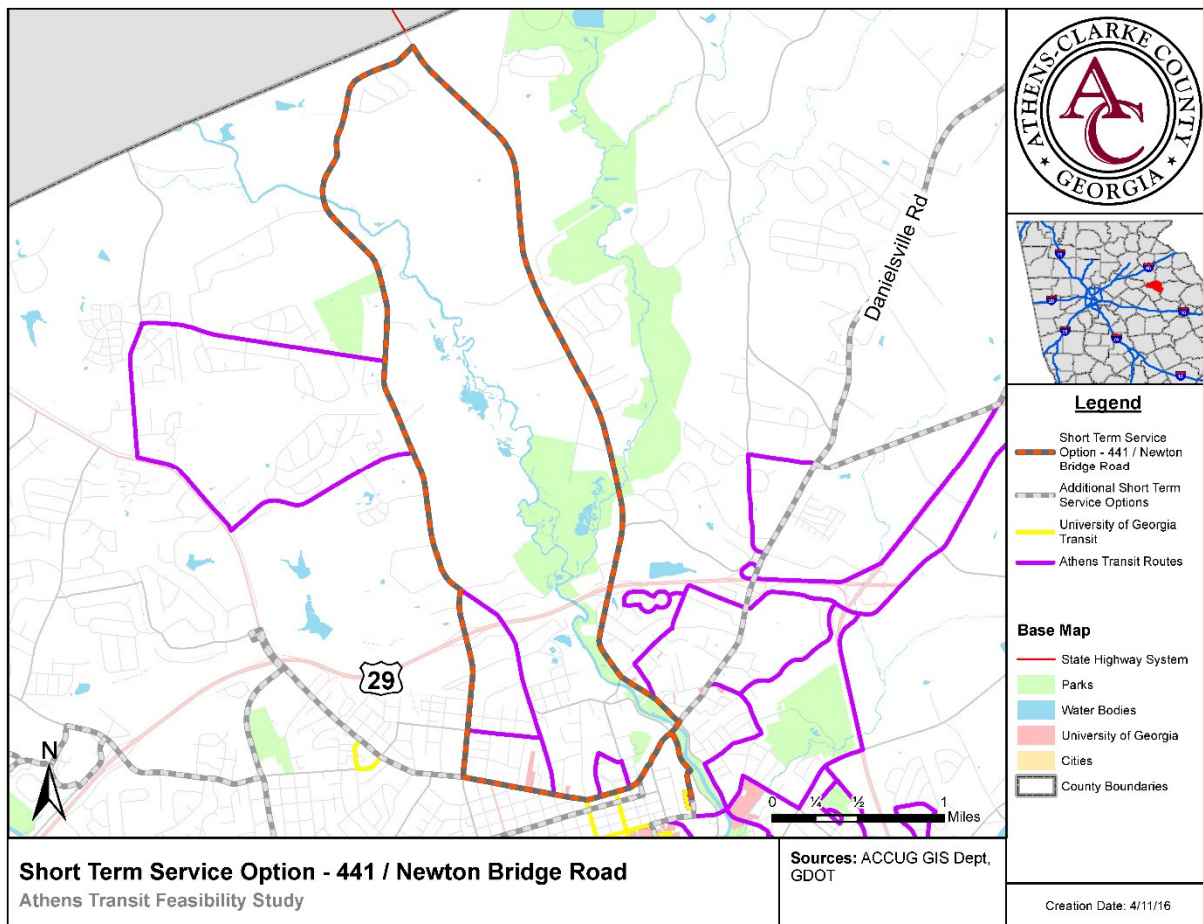 Danielsville Rd
29
N
0 ¼ ½ 1
Miles
ATHENS-CLARKE COUNTY
AC
★ GEORGIA ★
Legend
Short Term Service
Option - 441 / Newton
Bridge Road
Additional Short Term
Service Options
University of Georgia
Transit
Athens Transit Routes
Base Map
State Highway System
Parks
Water Bodies
University of Georgia
Cities
County Boundaries
Short Term Service Option - 441 / Newton Bridge Road
Athens Transit Feasibility Study
Sources: ACCUG GIS Dept,
GDOT
Creation Date: 4/11/16